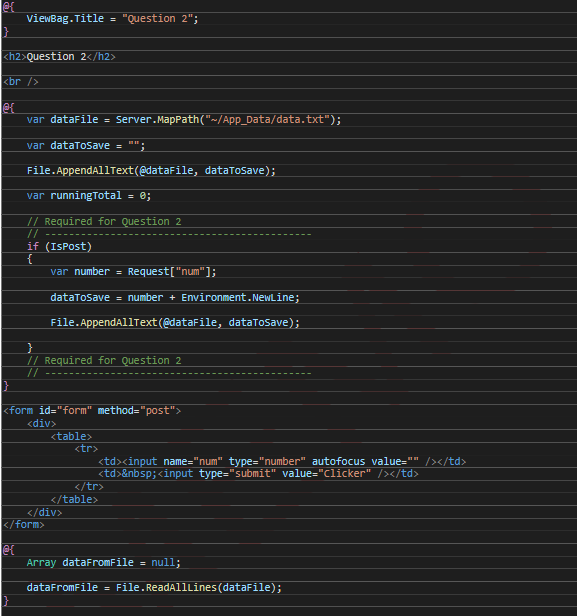 @{
    ViewBag.Title = "Question 2";
}
<h2>Question 2</h2>
<br />
@{
    var dataFile = Server.MapPath("~/App_Data/data.txt");
    var dataToSave = "";
    File.AppendAllText(@dataFile, dataToSave);
    var runningTotal = 0;
    // Required for Question 2
    // ---------------------------------------------
    if (IsPost)
    {
        var number = Request["num"];
        dataToSave = number + Environment.NewLine;
        File.AppendAllText(@dataFile, dataToSave);
    }
    // Required for Question 2
    // ---------------------------------------------
}
<form id="form" method="post">
    <div>
        <table>
            <tr>
                <td><input name="num" type="number" autofocus value="" /></td>
                <td>&nbsp;<input type="submit" value="Clicker" /></td>
            </tr>
        </table>
    </div>
</form>
@{
    Array dataFromFile = null;
    dataFromFile = File.ReadAllLines(dataFile);
}